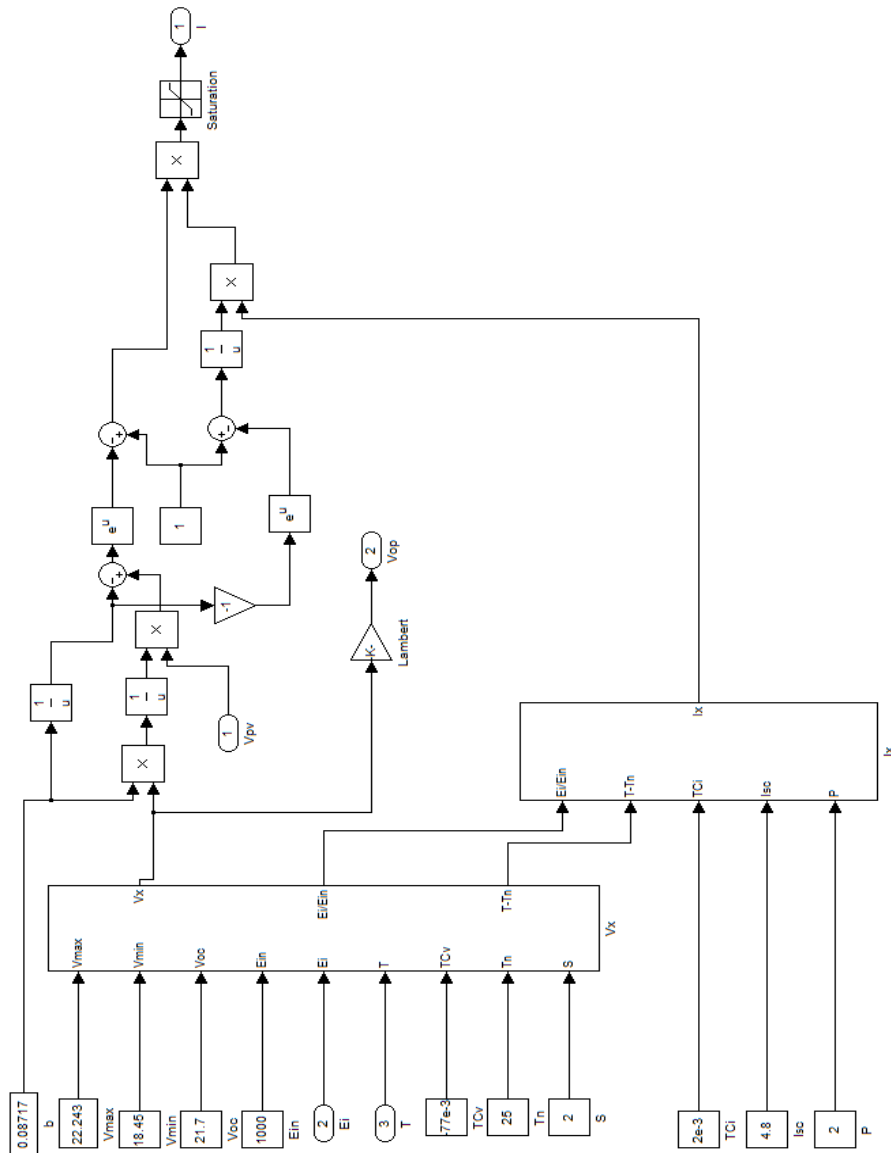 0.08717
b
22.243
Vmax
18.45
Vmin
21.7
Voc
1000
Ein
2
Ei
3
T
-77e-3
TCv
25
Tn
2
S
2e-3
TCi
4.8
Isc
2
P
Vmax
Vmin
Voc
Ein
Ei
T
TCv
Tn
S
Vx
Ei/Ein
T-Tn
Vx
Ei/Ein
T-Tn
TCi
Isc
P
Ix
Ix
×
1
u
1
u
1
Vpv
×
-1
-K-
Lambert
2
Vop
- +
e^u
1
e^u
- +
+ -
1
u
×
×
Saturation
1
I